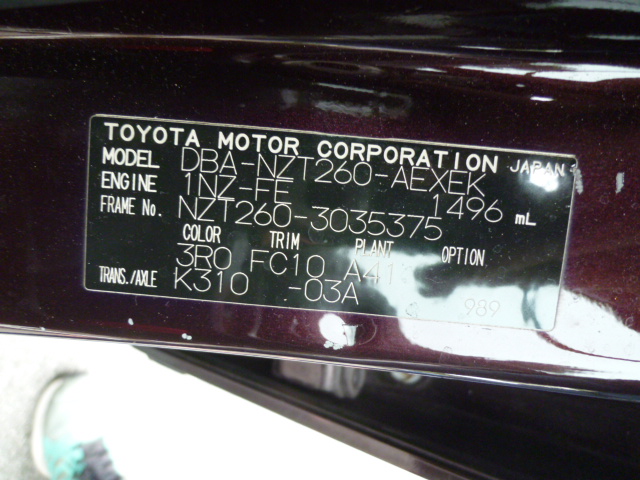 TOYOTA MOTOR CORPORATION JAPAN
MODEL DBA-NZT260-AEXEK
ENGINE 1NZ-FE 1496 mL
FRAME No. NZT260-3035375
COLOR TRIM PLANT OPTION
3R0 FC10 A41
TRANS./AXLE K310 -03A
989